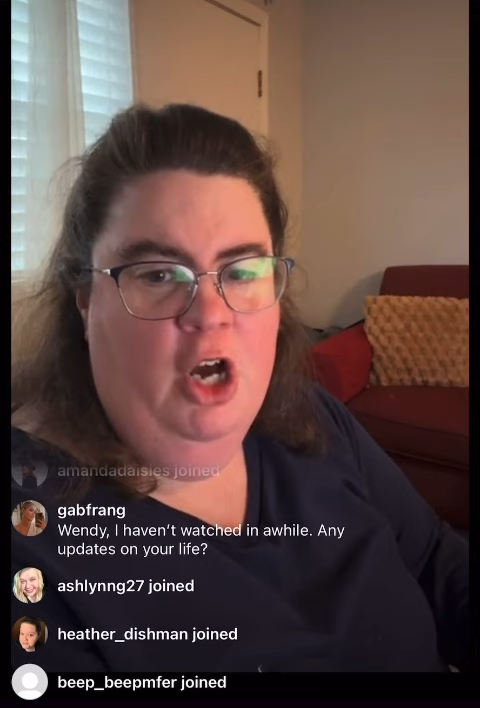 amandadaisies joined
gabfrang
Wendy, I haven't watched in awhile. Any
updates on your life?
ashlynng27 joined
heather_dishman joined
beep_beepmfer joined